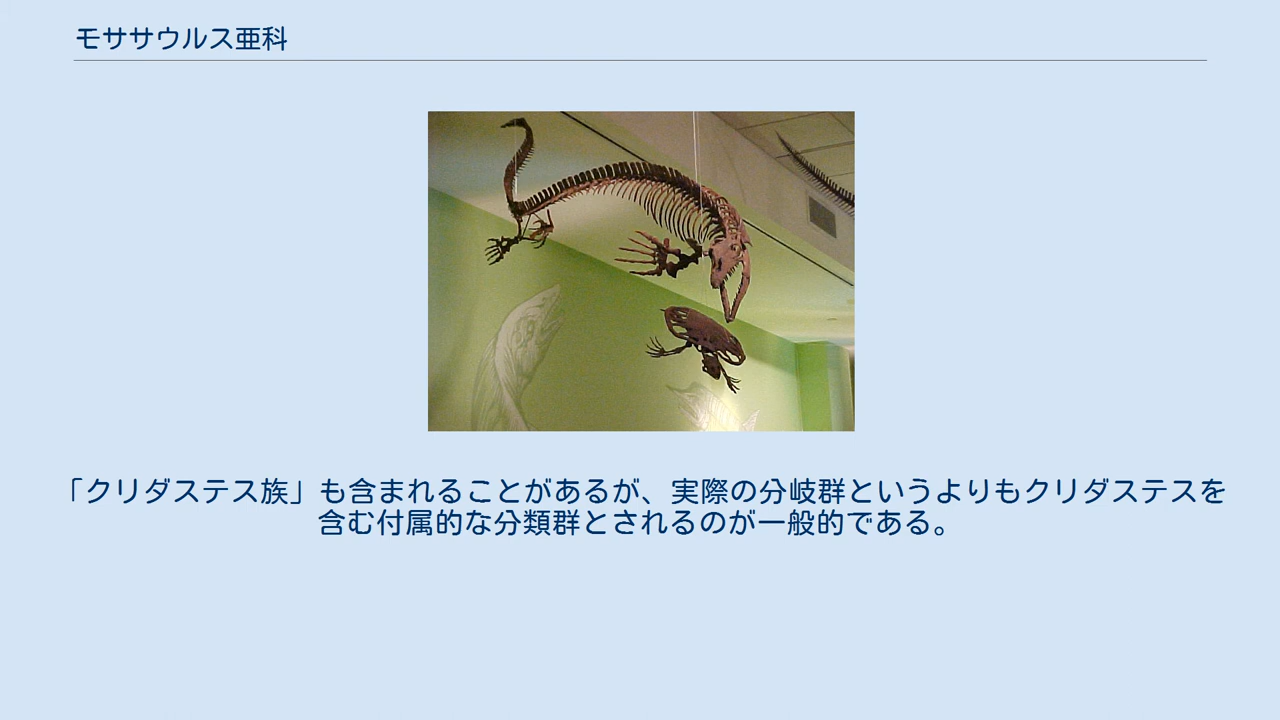 モササウルス亜科
「クリダステス族」も含まれることがあるが、実際の分岐群というよりもクリダステスを
含む付属的な分類群とされるのが一般的である。